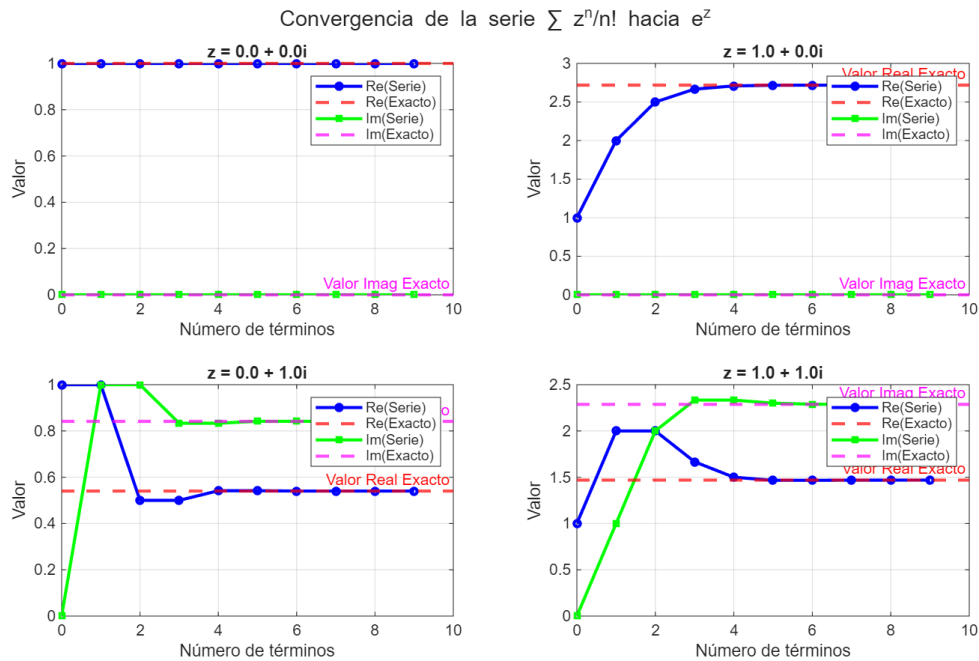 Convergencia de la serie ∑ zⁿ/n! hacia eᶻ
z = 0.0 + 0.0i
1
0.8
0.6
0.4
0.2
0
Valor
Re(Serie)
Re(Exacto)
Im(Serie)
Im(Exacto)
Valor Imag Exacto
0 2 4 6 8 10
Número de términos
z = 1.0 + 0.0i
3
2.5
2
1.5
1
0.5
0
Valor
Valor Real Exacto
Re(Serie)
Re(Exacto)
Im(Serie)
Im(Exacto)
Valor Imag Exacto
0 2 4 6 8 10
Número de términos
z = 0.0 + 1.0i
1
0.8
0.6
0.4
0.2
0
Valor
Re(Serie)
Re(Exacto)
Im(Serie)
Im(Exacto)
Valor Real Exacto
0 2 4 6 8 10
Número de términos
z = 1.0 + 1.0i
2.5
2
1.5
1
0.5
0
Valor
Valor Imag Exacto
Re(Serie)
Re(Exacto)
Im(Serie)
Im(Exacto)
Valor Real Exacto
0 2 4 6 8 10
Número de términos